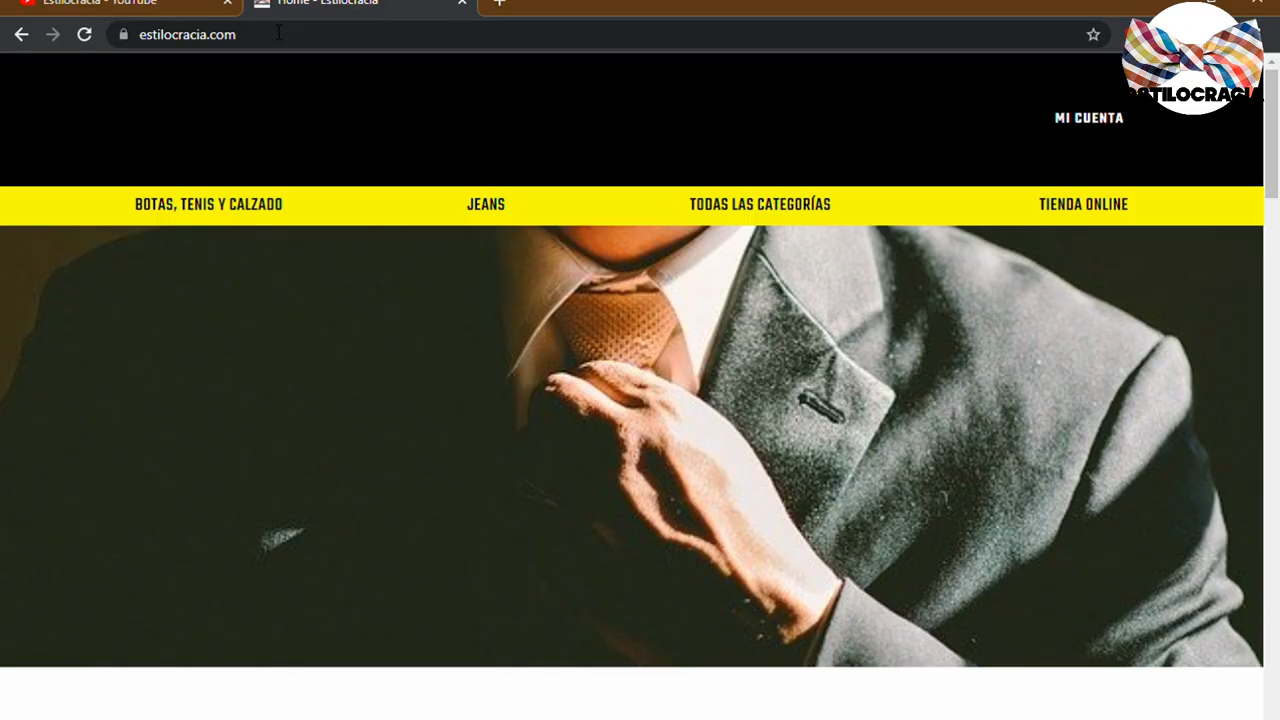 Estilocracia - YouTube
Home - Estilocracia
estilocracia.com
ESTILOCRACIA
MI CUENTA
BOTAS, TENIS Y CALZADO
JEANS
TODAS LAS CATEGORÍAS
TIENDA ONLINE